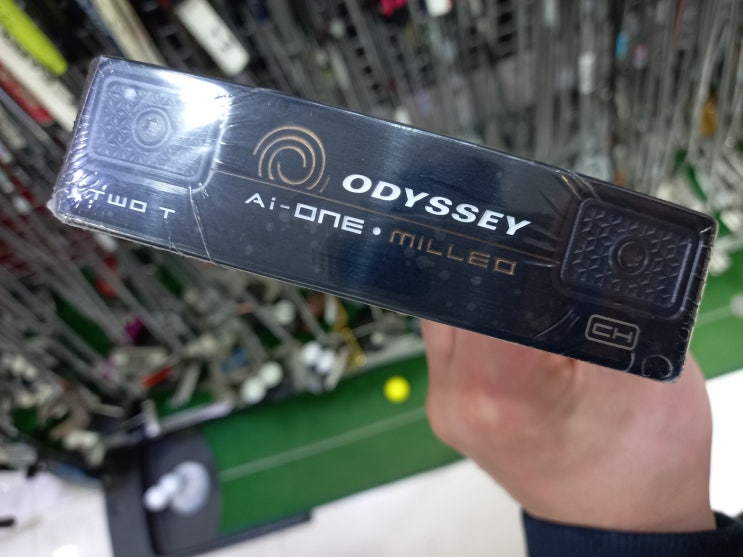 ODYSSEY
Ai-ONE • MILLED
TWO T
CH